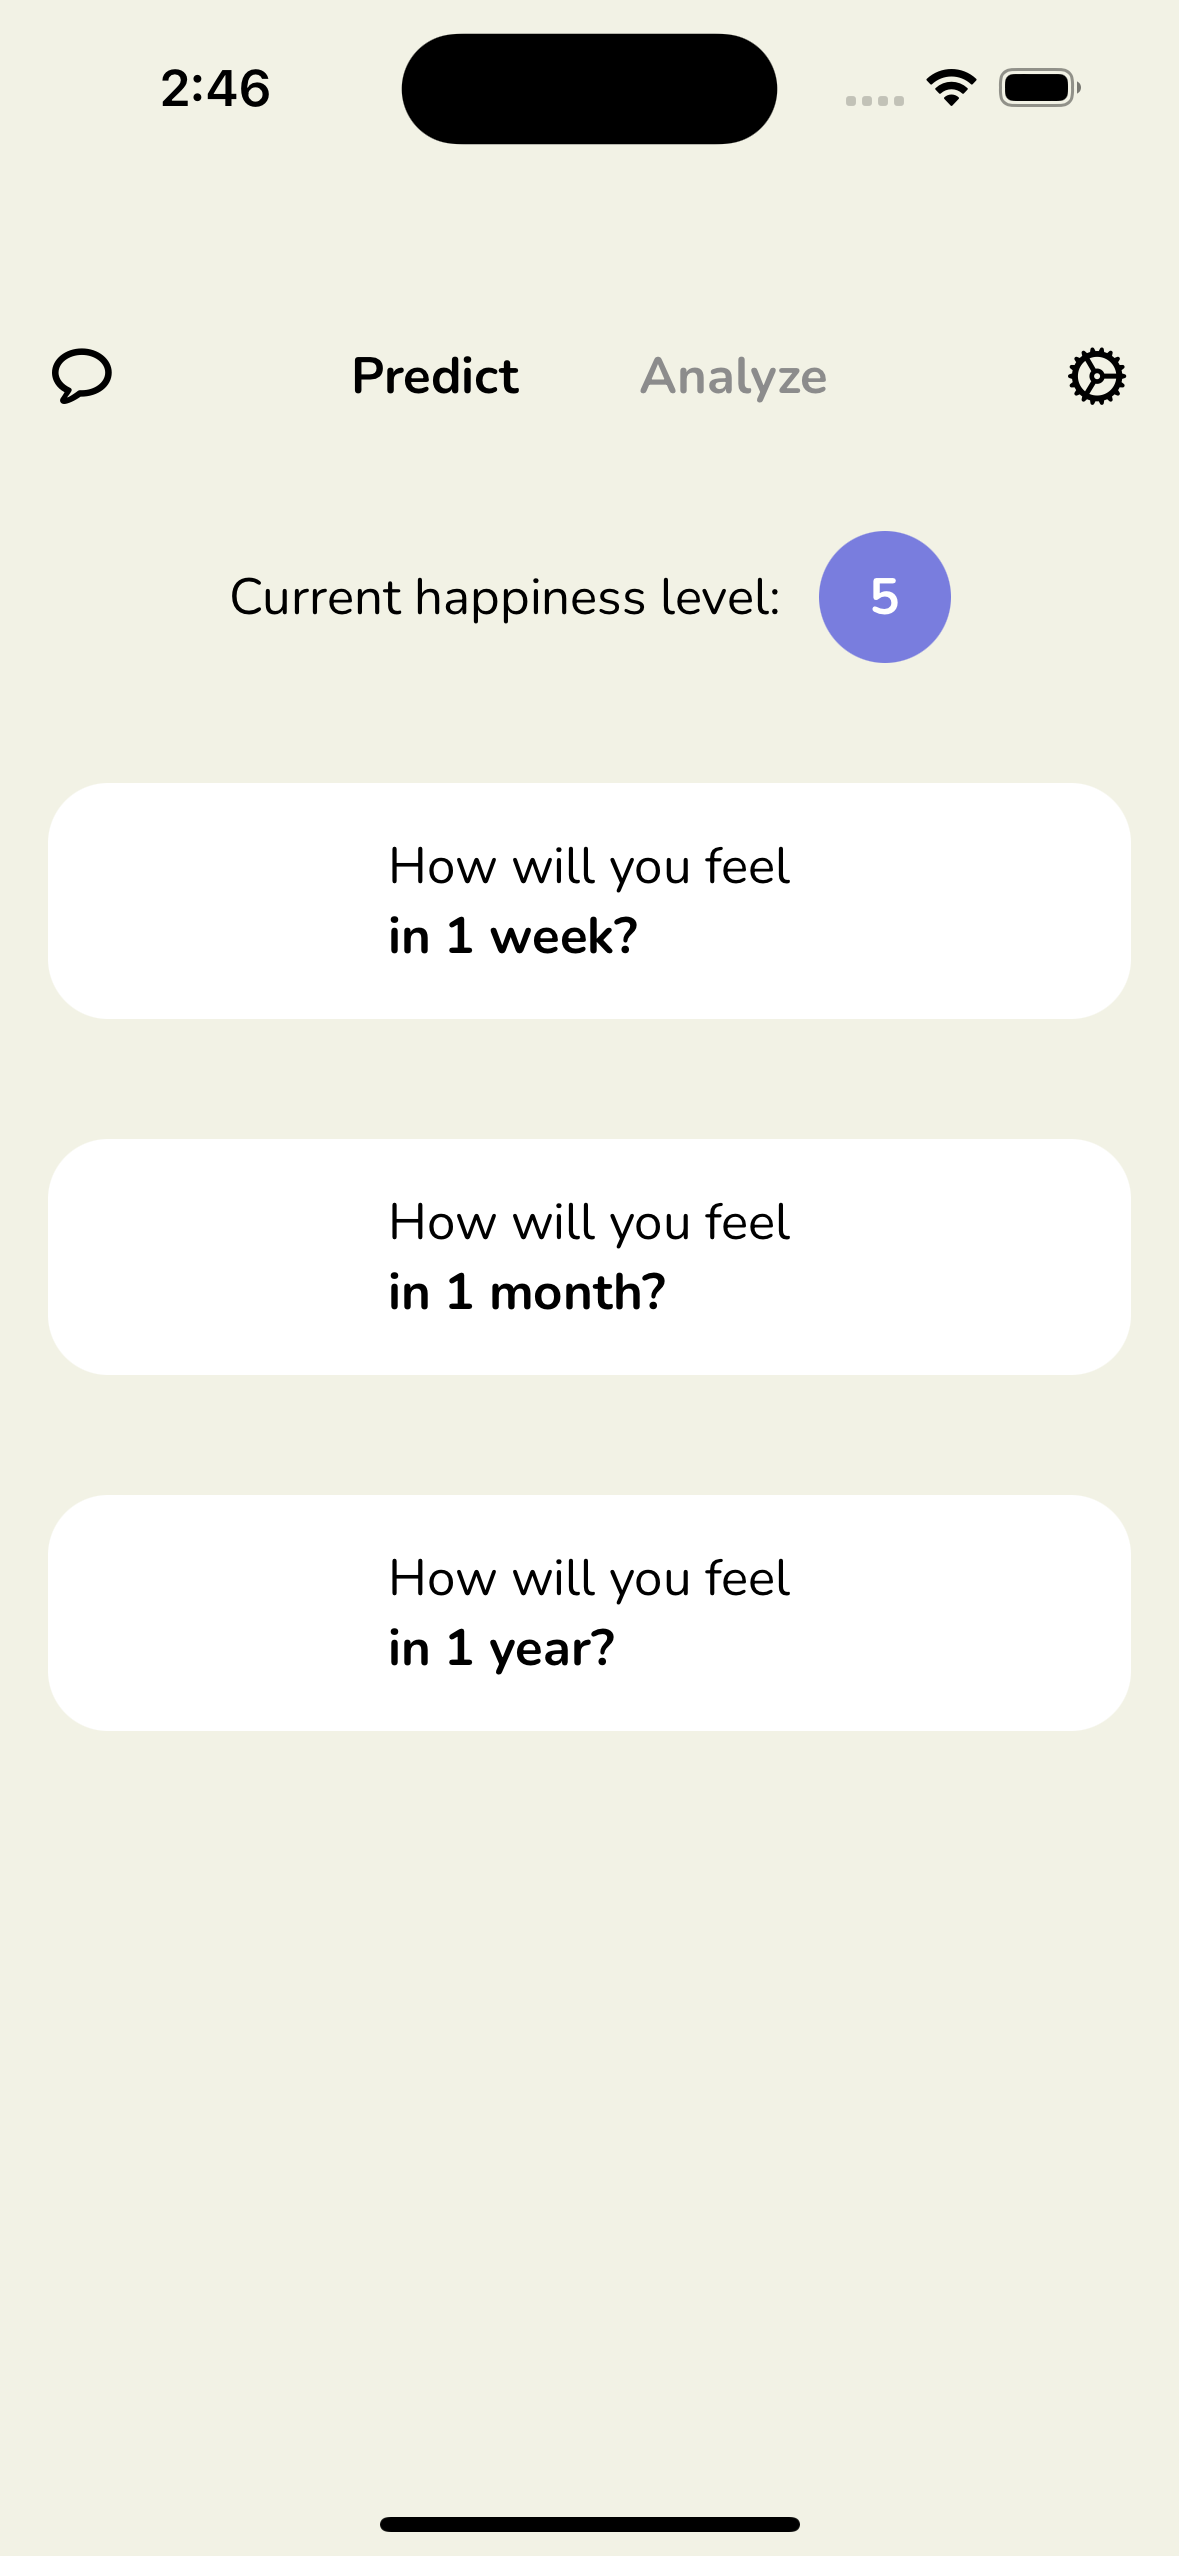 2:46
Predict
Analyze
Current happiness level: 5
How will you feel
in 1 week?
How will you feel
in 1 month?
How will you feel
in 1 year?